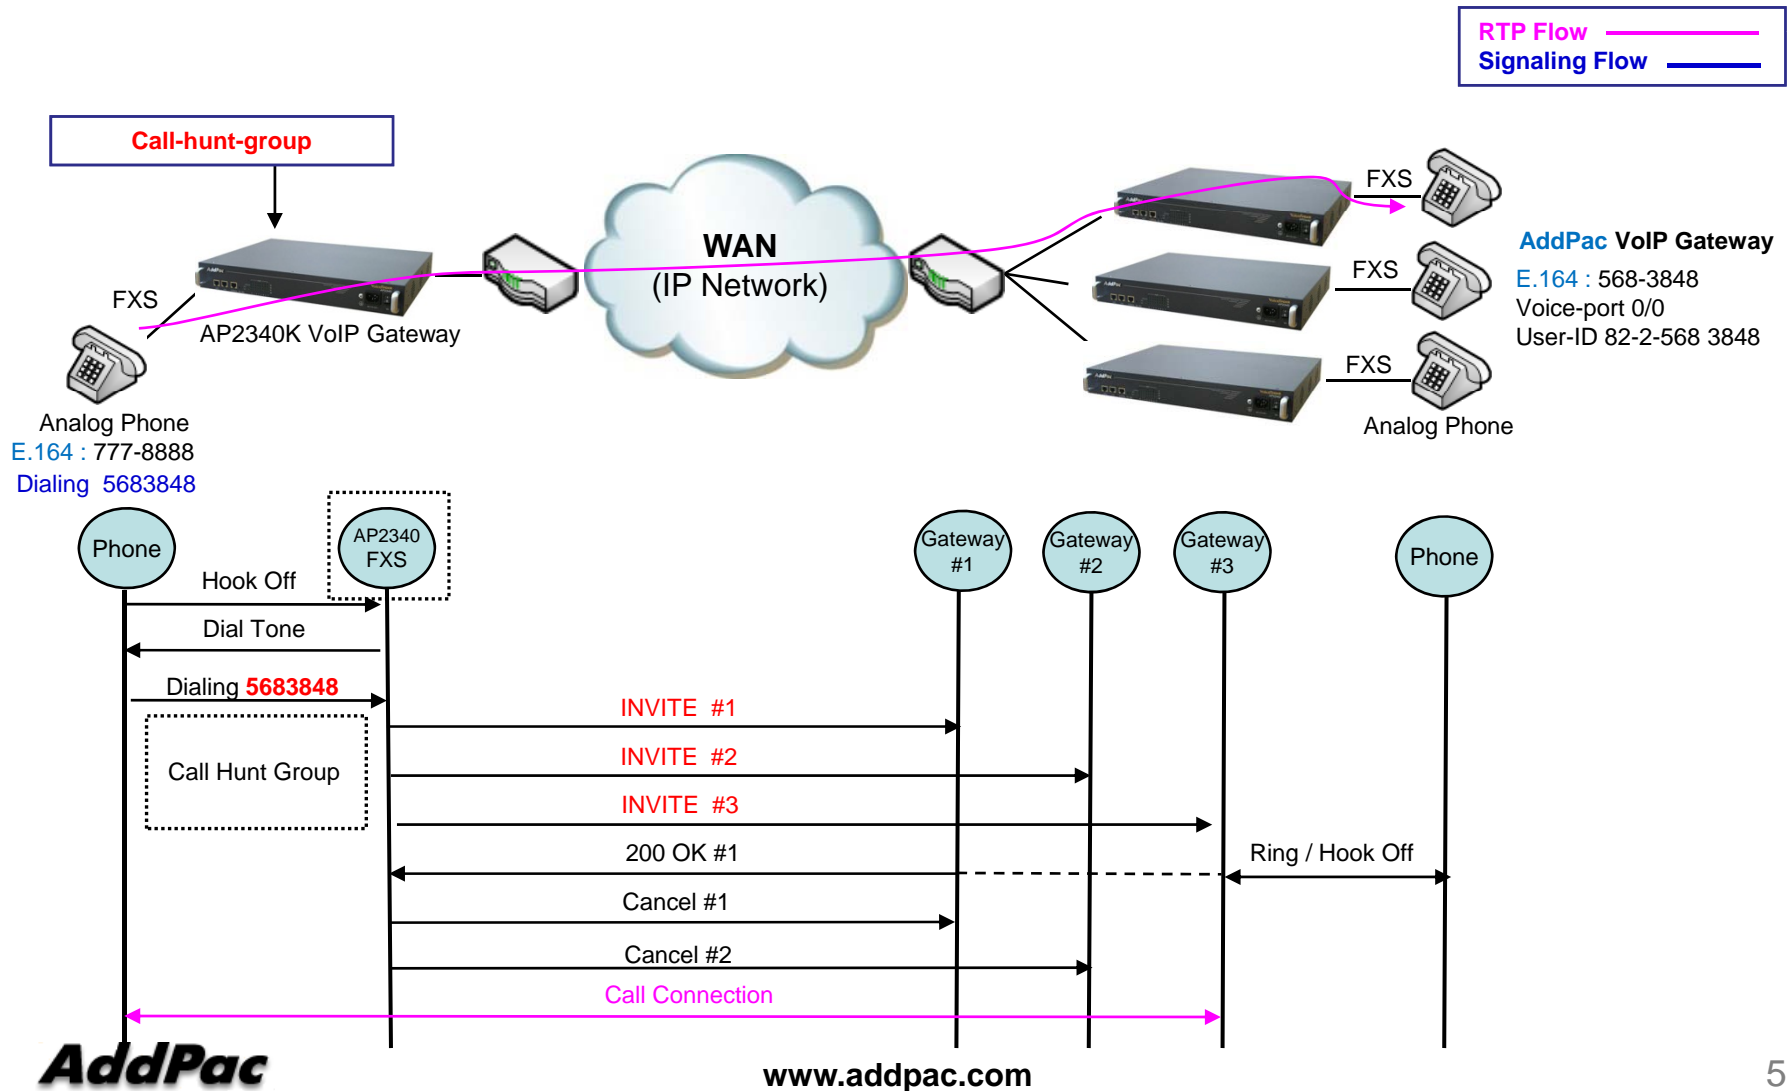 RTP Flow
Signaling Flow
Call-hunt-group
WAN
(IP Network)
FXS
FXS
FXS
FXS
AP2340K VoIP Gateway
AddPac VoIP Gateway
E.164 : 568-3848
Voice-port 0/0
User-ID 82-2-568 3848
Analog Phone
Analog Phone
E.164 : 777-8888
Dialing 5683848
Phone
AP2340
FXS
Gateway
#1
Gateway
#2
Gateway
#3
Phone
Hook Off
Dial Tone
Dialing 5683848
Call Hunt Group
INVITE #1
INVITE #2
INVITE #3
200 OK #1
Ring / Hook Off
Cancel #1
Cancel #2
Call Connection
AddPac
www.addpac.com
5